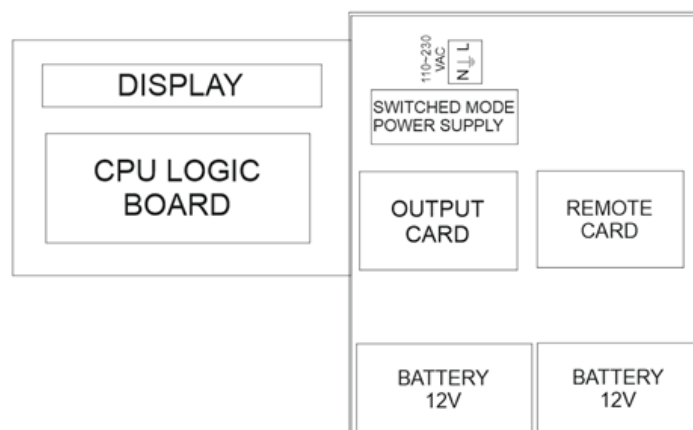 DISPLAY
CPU LOGIC
BOARD
110~230
VAC
N ⏚ L
SWITCHED MODE
POWER SUPPLY
OUTPUT
CARD
REMOTE
CARD
BATTERY
12V
BATTERY
12V